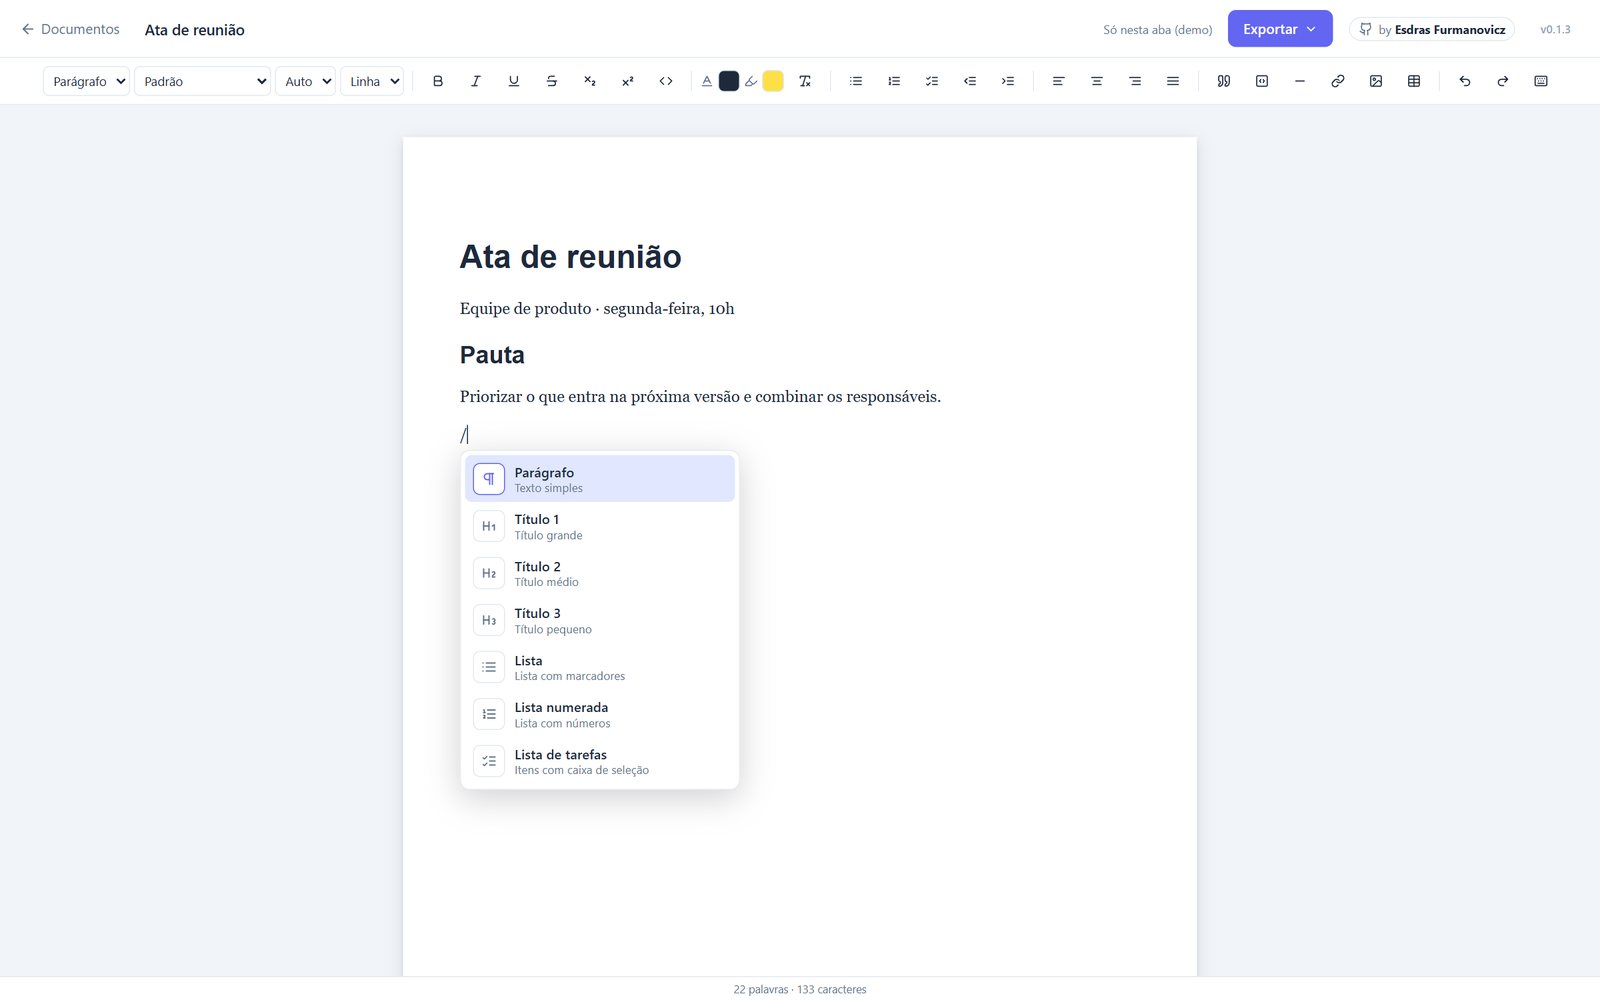 Documentos
Ata de reunião
Só nesta aba (demo)
Exportar
by Esdras Furmanovicz
v0.1.3
Parágrafo
Padrão
Auto
Linha
Ata de reunião
Equipe de produto · segunda-feira, 10h
Pauta
Priorizar o que entra na próxima versão e combinar os responsáveis.
/
Parágrafo
Texto simples
H1
Título 1
Título grande
H2
Título 2
Título médio
H3
Título 3
Título pequeno
Lista
Lista com marcadores
Lista numerada
Lista com números
Lista de tarefas
Itens com caixa de seleção
22 palavras · 133 caracteres